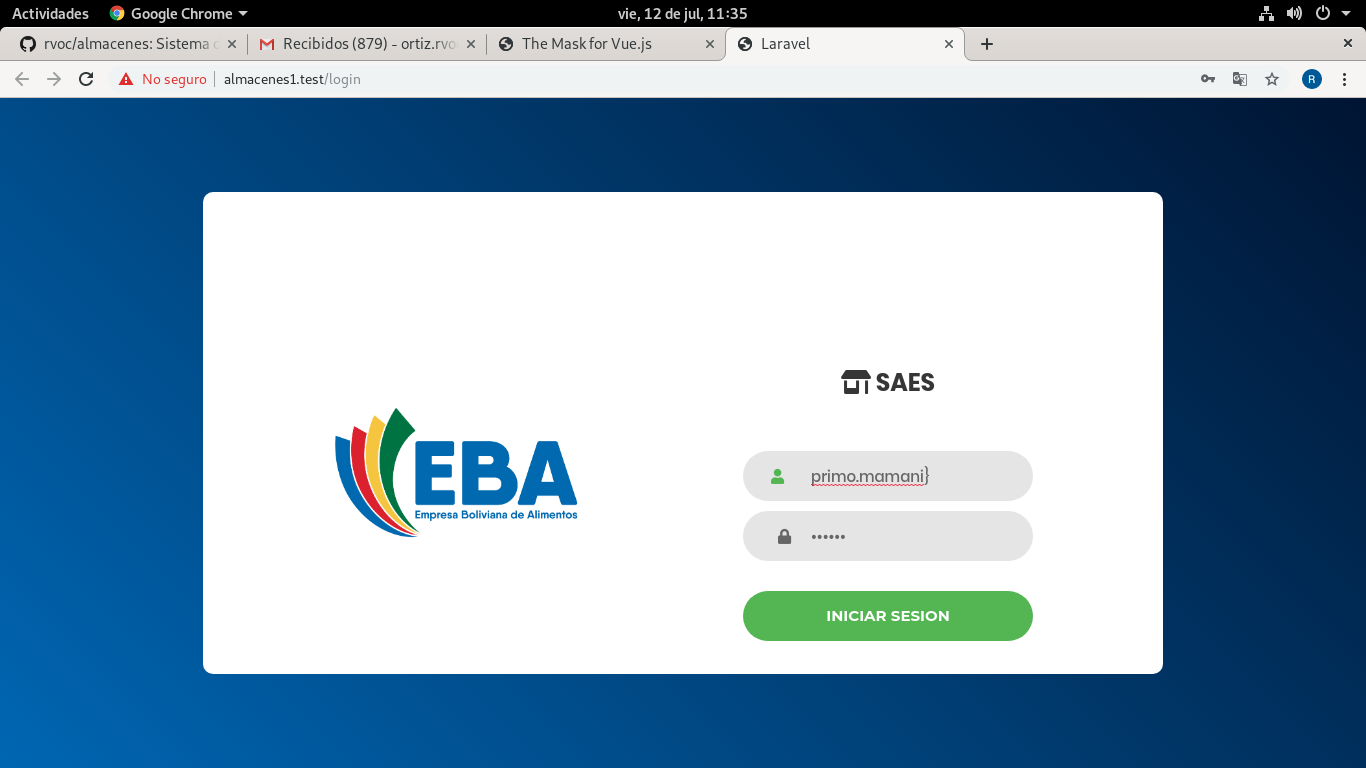 Actividades Google Chrome vie, 12 de jul, 11:35
rvoc/almacenes: Sistema Recibidos (879) - ortiz.rvo The Mask for Vue.js Laravel
No seguro almacenes1.test/login R
SAES
EBA
Empresa Boliviana de Alimentos
primo.mamani}
••••••
INICIAR SESION